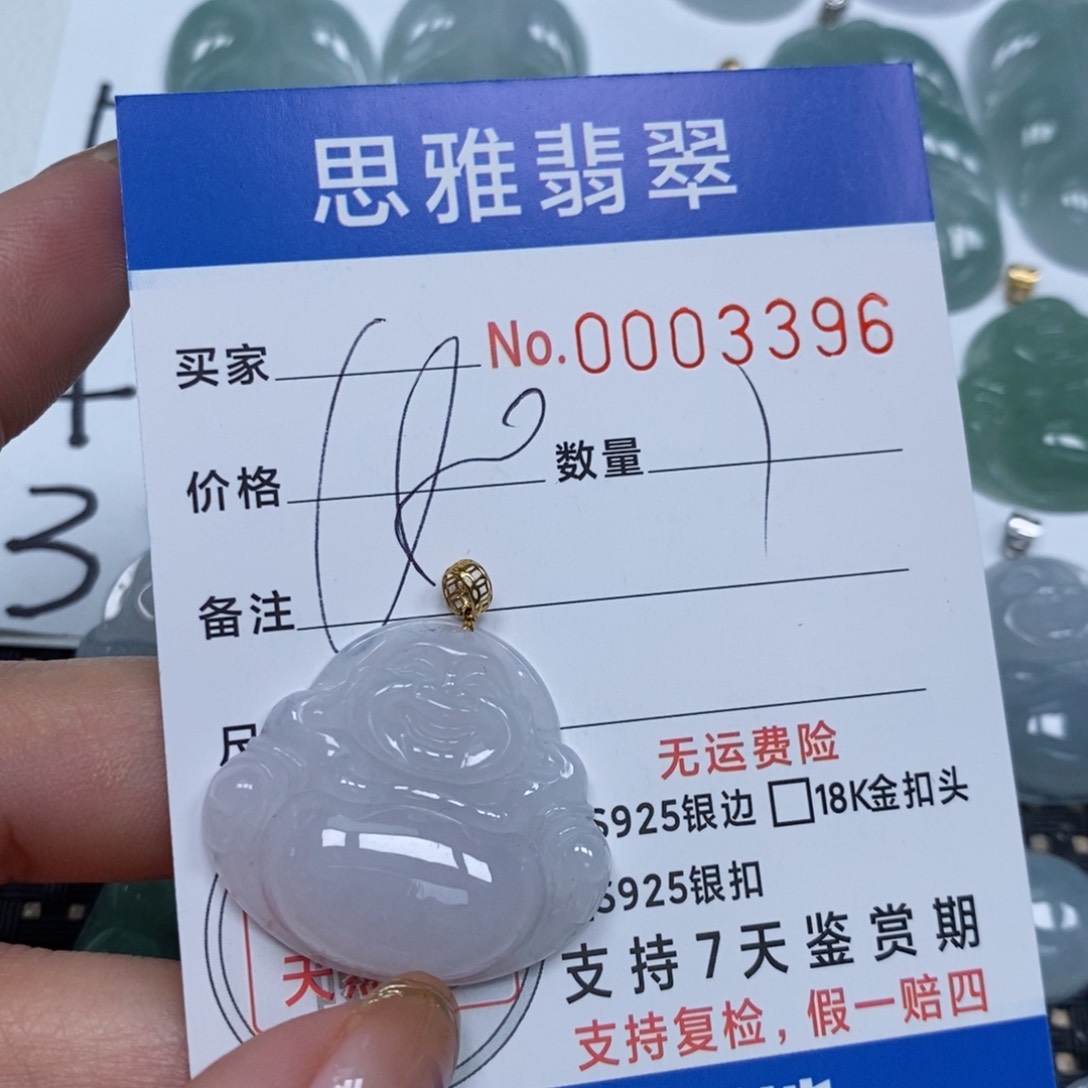 思雅翡翠
买家 No.0003396
价格 数量
备注
无运费险
S925银边 □18K金扣头
S925银扣
支持7天鉴赏期
天
支持复检，假一赔四
3